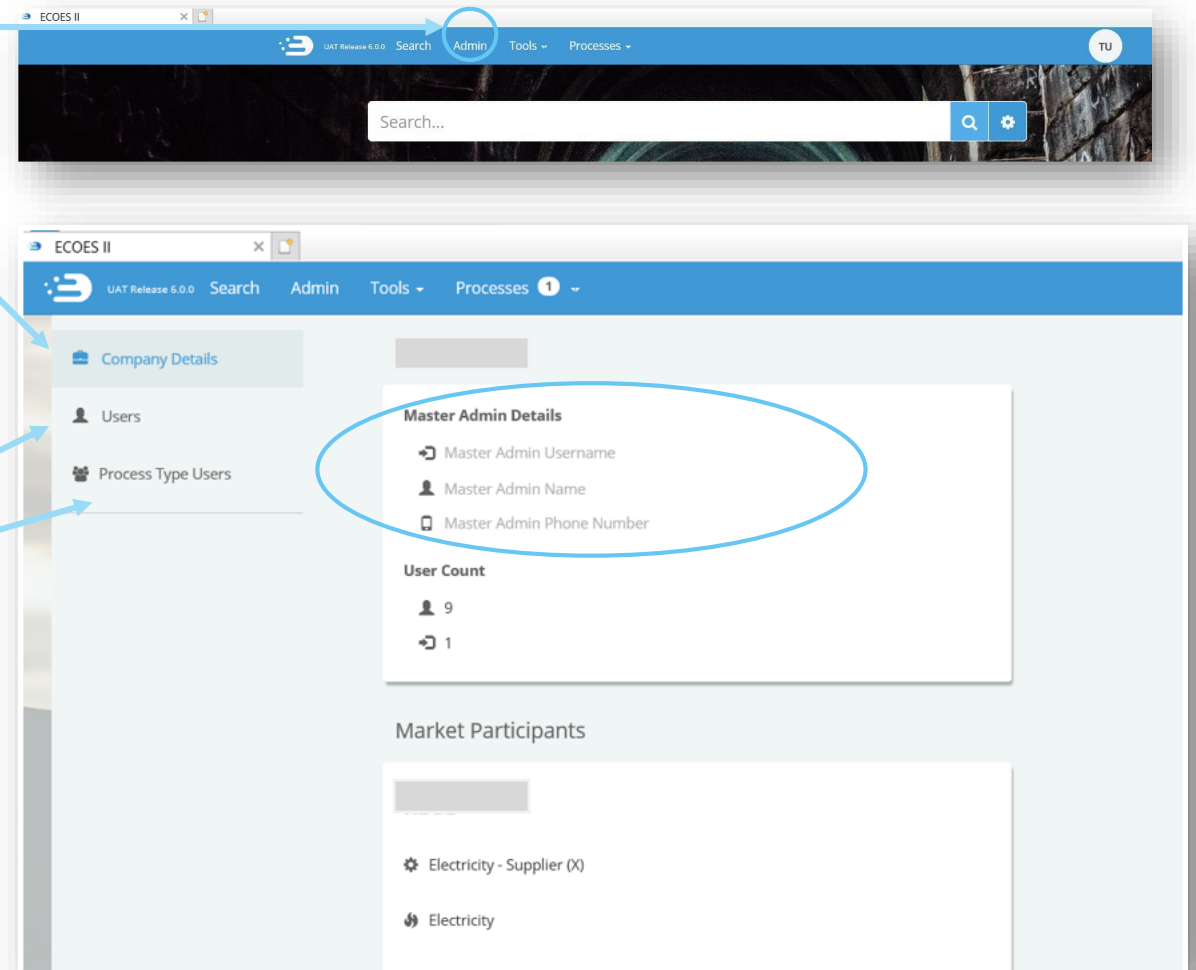 ECOES II
UAT Release 6.0.0 Search Admin Tools Processes
TU
Search...
ECOES II
UAT Release 6.0.0 Search Admin Tools Processes 1
Company Details
Users
Process Type Users
Master Admin Details
Master Admin Username
Master Admin Name
Master Admin Phone Number
User Count
9
1
Market Participants
Electricity - Supplier (X)
Electricity